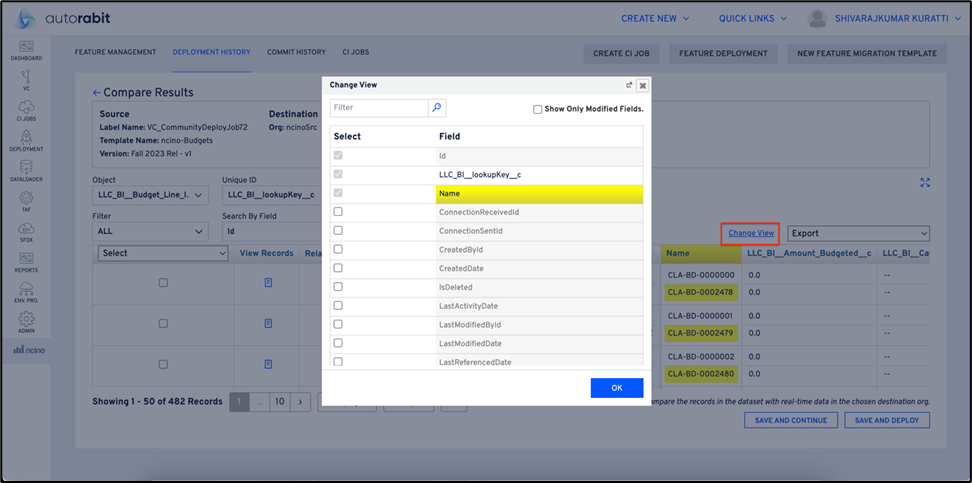 autorabit
CREATE NEW
QUICK LINKS
SHIVARAJKUMAR KURATTI
DASHBOARD
VC
CI JOBS
DEPLOYMENT
DATALOADER
TAF
SFDX
REPORTS
ENV. PRO.
ADMIN
ncino
FEATURE MANAGEMENT
DEPLOYMENT HISTORY
COMMIT HISTORY
CI JOBS
CREATE CI JOB
FEATURE DEPLOYMENT
NEW FEATURE MIGRATION TEMPLATE
Compare Results
Source
Label Name: VC_CommunityDeployJob72
Template Name: ncino-Budgets
Version: Fall 2023 Rel - v1
Destination
Org: ncinoSrc
Object
LLC_BI__Budget_Line_I.
Unique ID
LLC_BI__lookupKey__c
Filter
ALL
Search By Field
Id
Change View
Export
Select
View Records
Rela
Name
LLC_BI__Amount_Budgeted__c
LLC_BI__Ca
CLA-BD-0000000
0.0
--
CLA-BD-0002478
0.0
--
CLA-BD-0000001
0.0
--
CLA-BD-0002479
0.0
--
CLA-BD-0000002
0.0
--
CLA-BD-0002480
0.0
--
Change View
Filter
Show Only Modified Fields.
Select
Field
Id
LLC_BI__lookupKey__c
Name
ConnectionReceivedId
ConnectionSentId
CreatedById
CreatedDate
IsDeleted
LastActivityDate
LastModifiedById
LastModifiedDate
LastReferencedDate
OK
Showing 1 - 50 of 482 Records
1
...
10
ompare the records in the dataset with real-time data in the chosen destination org.
SAVE AND CONTINUE
SAVE AND DEPLOY